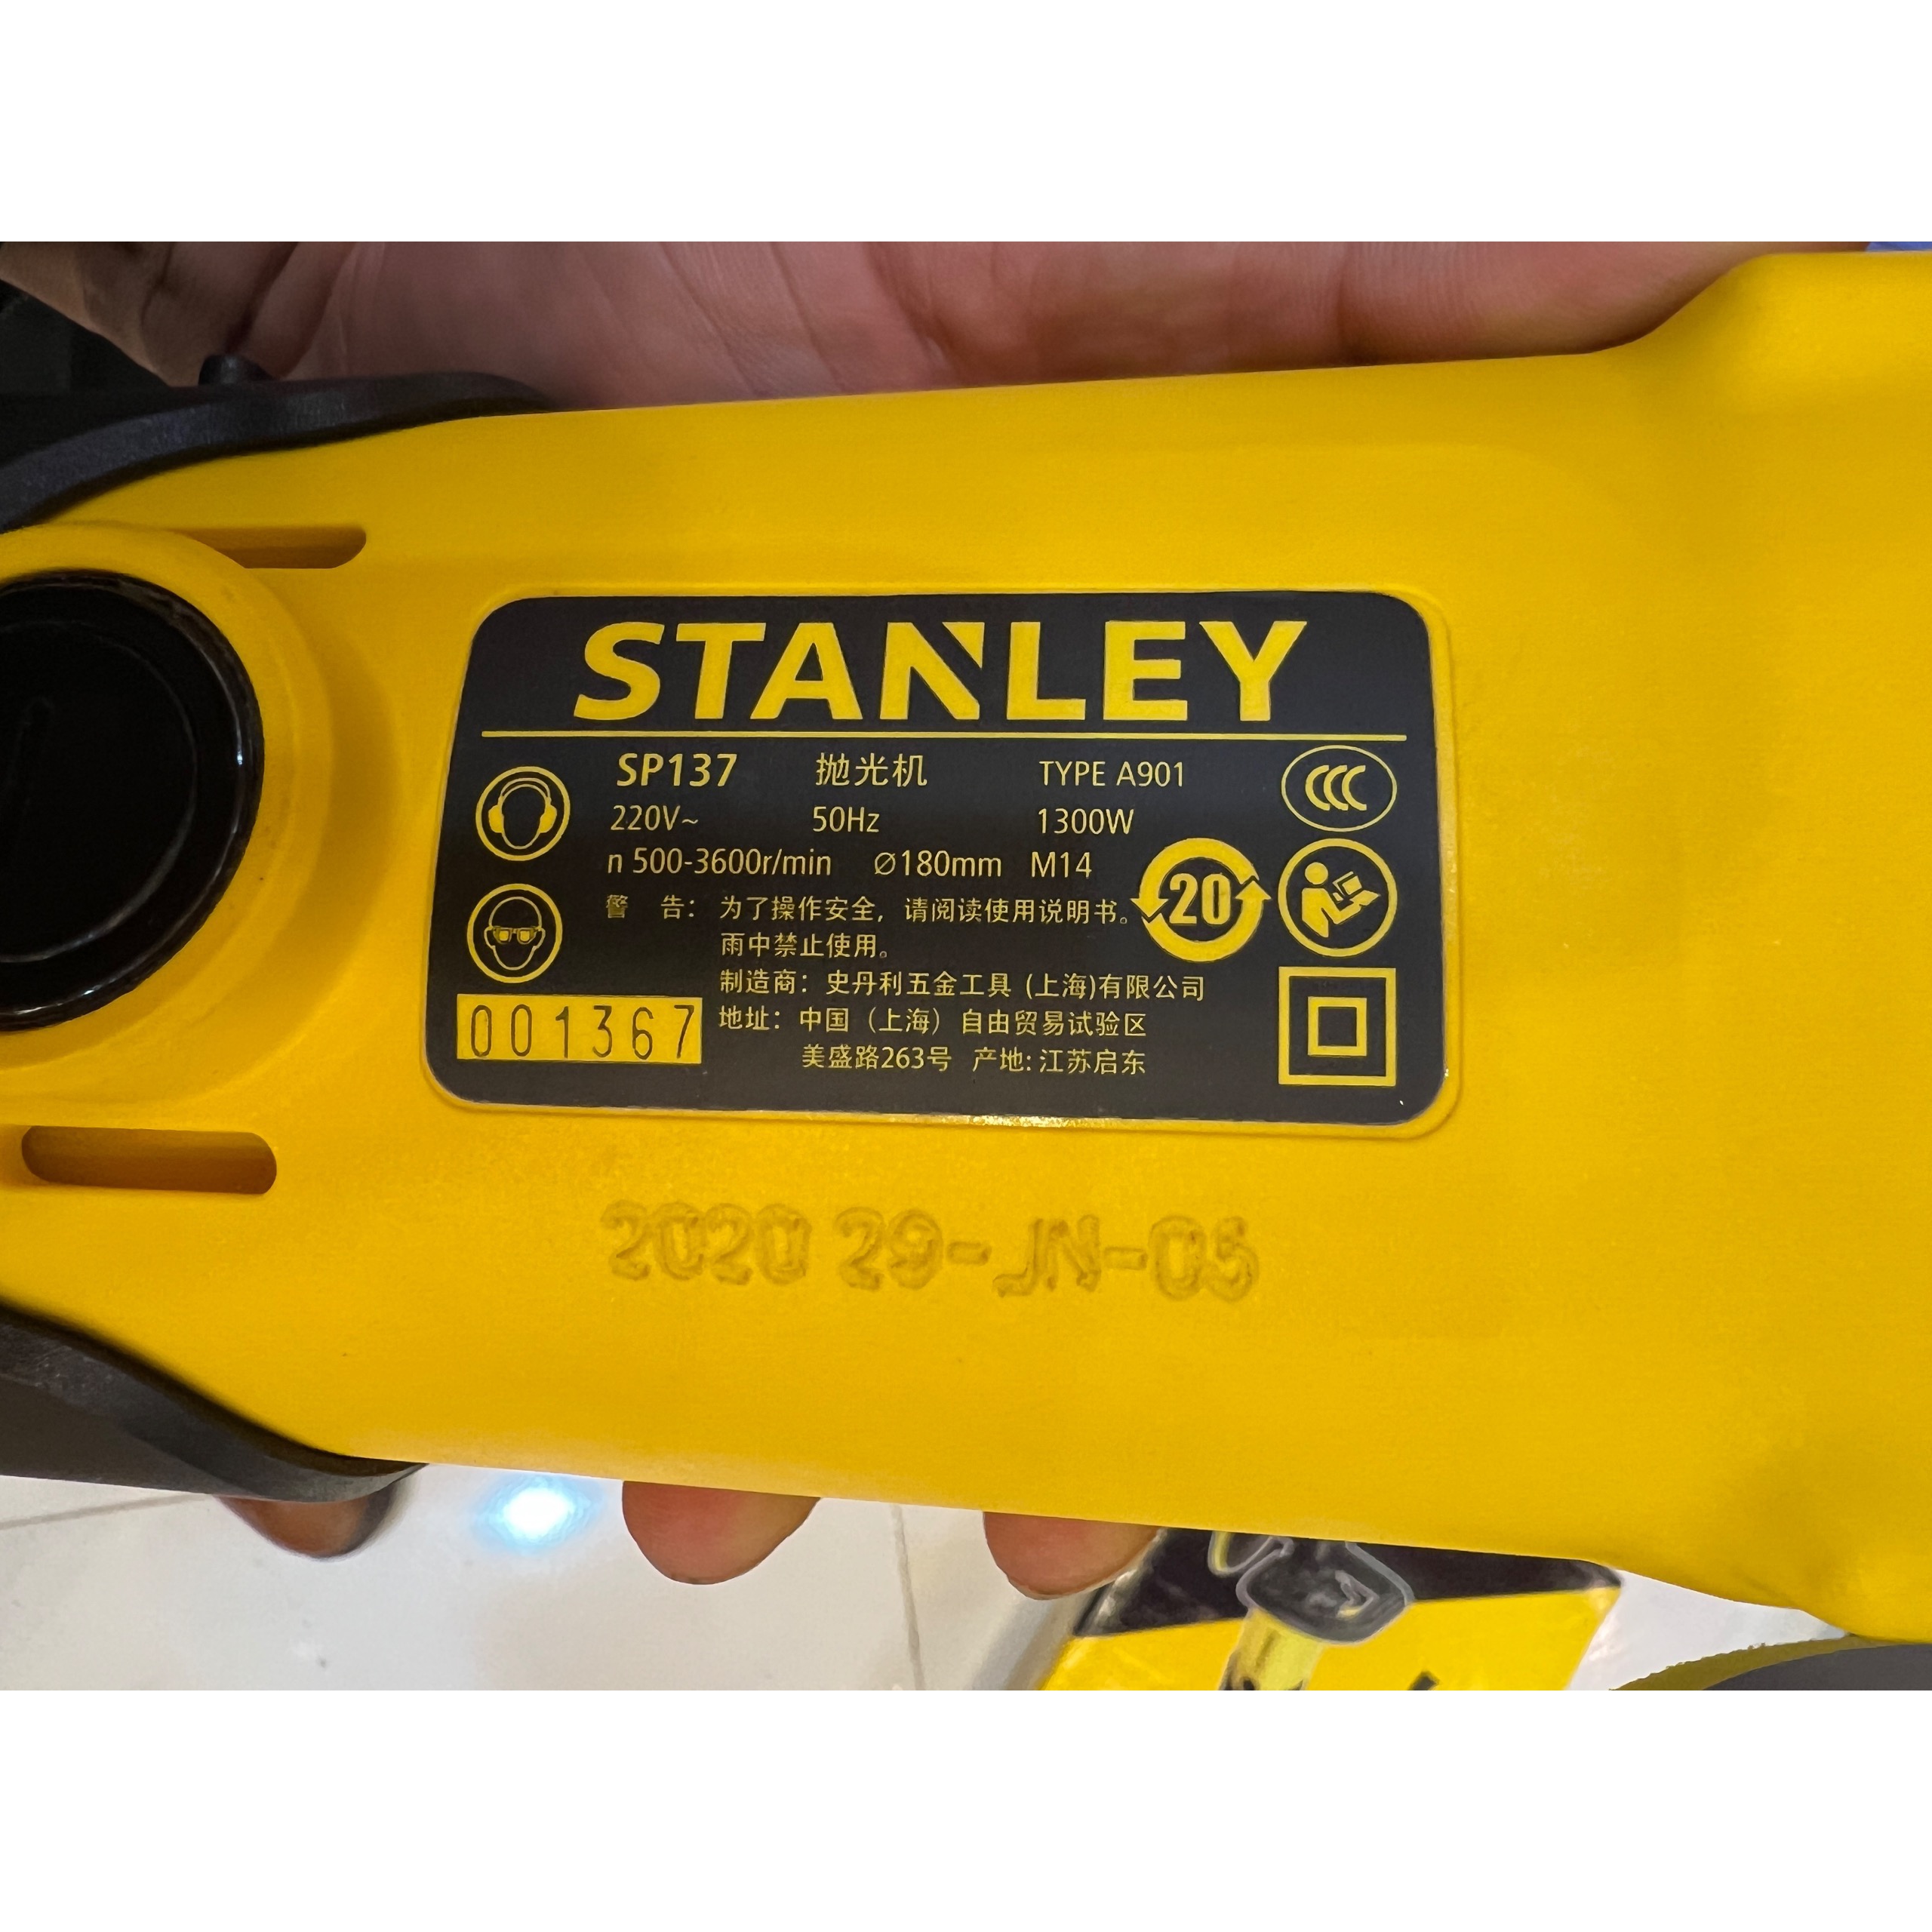 STANLEY
SP137 抛光机 TYPE A901
220V~ 50Hz 1300W
n 500-3600r/min ⌀180mm M14
20
警 告：为了操作安全，请阅读使用说明书。
雨中禁止使用。
制造商：史丹利五金工具 (上海)有限公司
001367
地址：中国（上海）自由贸易试验区
美盛路263号 产地: 江苏启东
2020 29-JN-05